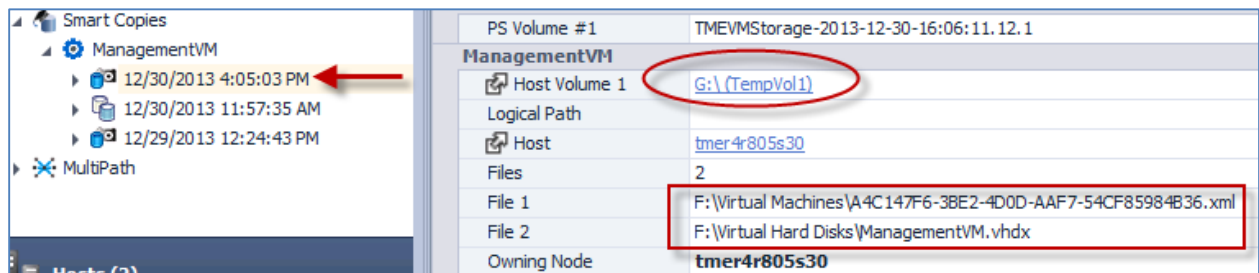 Smart Copies
ManagementVM
12/30/2013 4:05:03 PM
12/30/2013 11:57:35 AM
12/29/2013 12:24:43 PM
MultiPath
Hosts (2)
PS Volume #1 TMEVMStorage-2013-12-30-16:06:11.12.1
ManagementVM
Host Volume 1 G:\ (TempVol1)
Logical Path
Host tmer4r805s30
Files 2
File 1 F:\Virtual Machines\A4C147F6-3BE2-4D0D-AAF7-54CF85984B36.xml
File 2 F:\Virtual Hard Disks\ManagementVM.vhdx
Owning Node tmer4r805s30